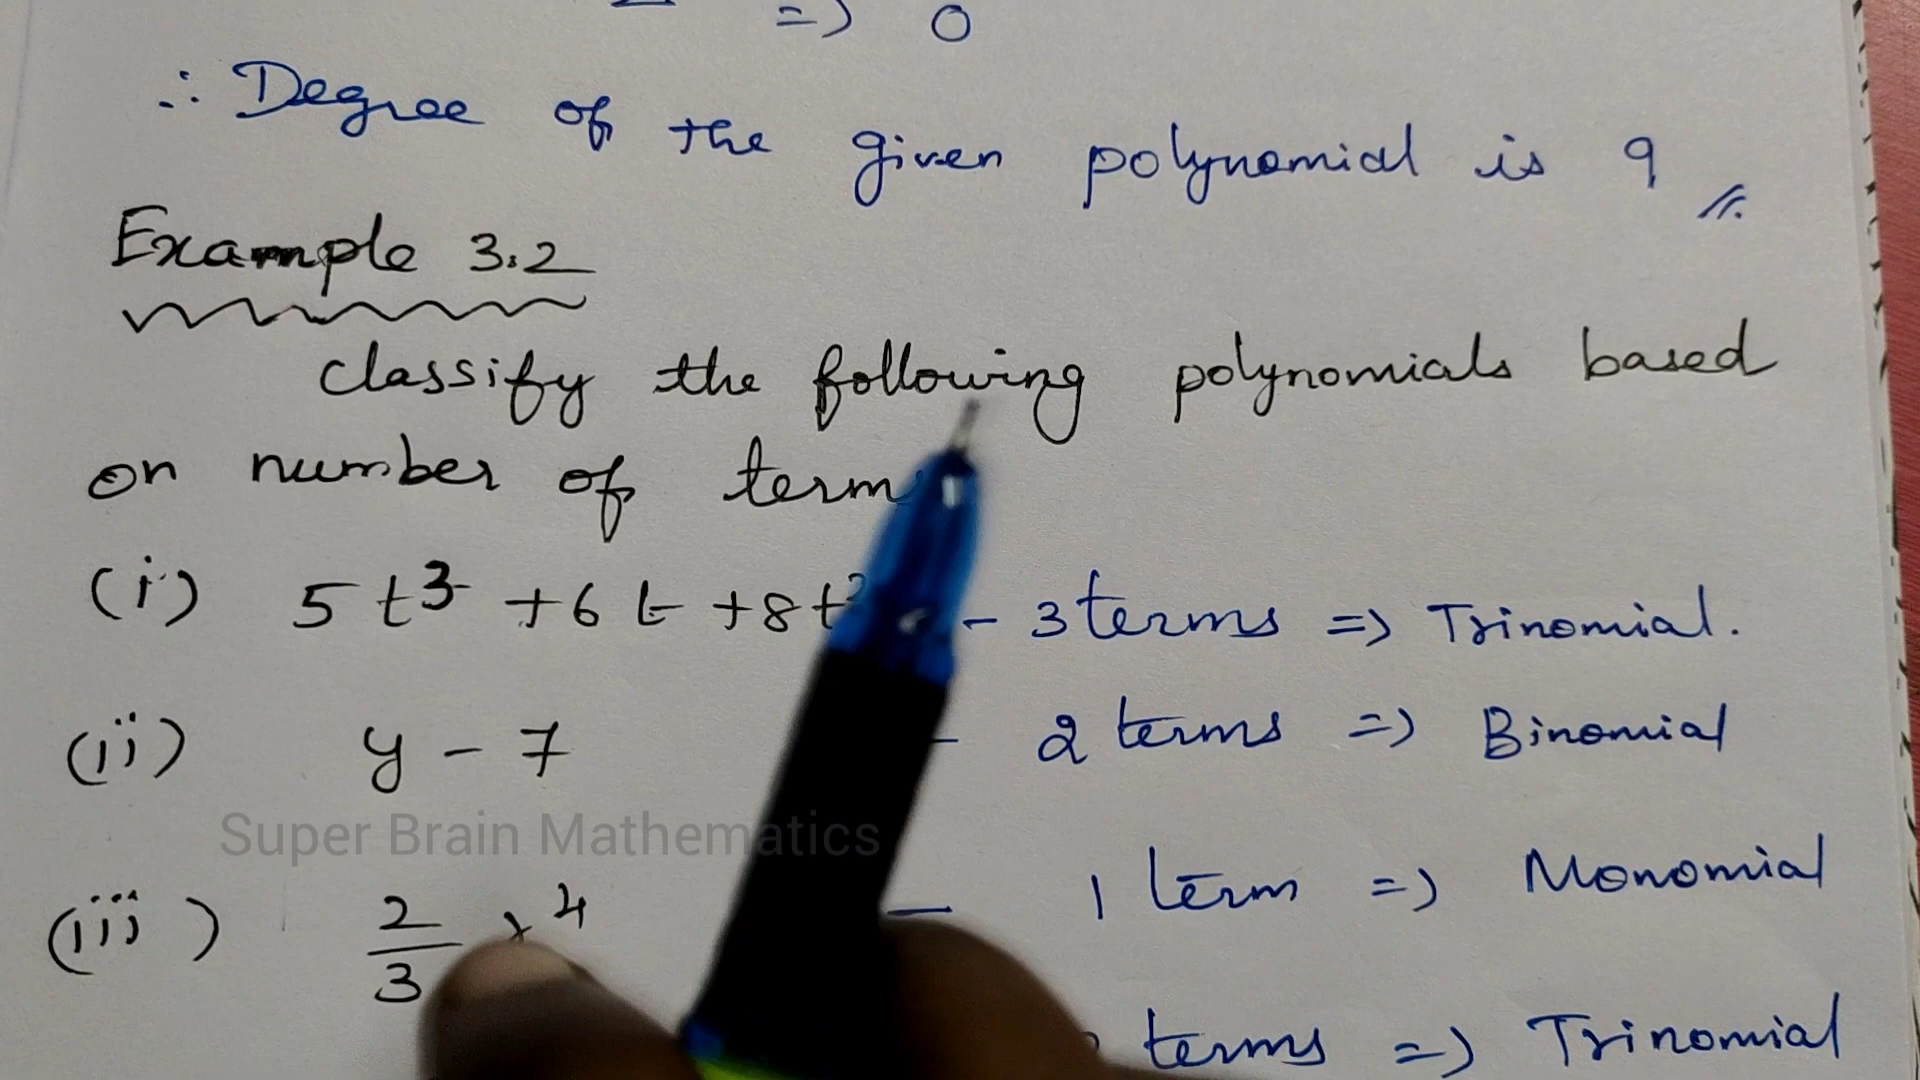 => 0
∴ Degree of the given polynomial is 9 //.
Example 3.2
classify the following polynomials based
on number of term
(i) 5t³ + 6t + 8t - 3 terms => Trinomial.
(ii) y - 7 - 2 terms => Binomial
Super Brain Mathematics
(iii) 2/3 ⁴ - 1 term => Monomial
terms => Trinomial